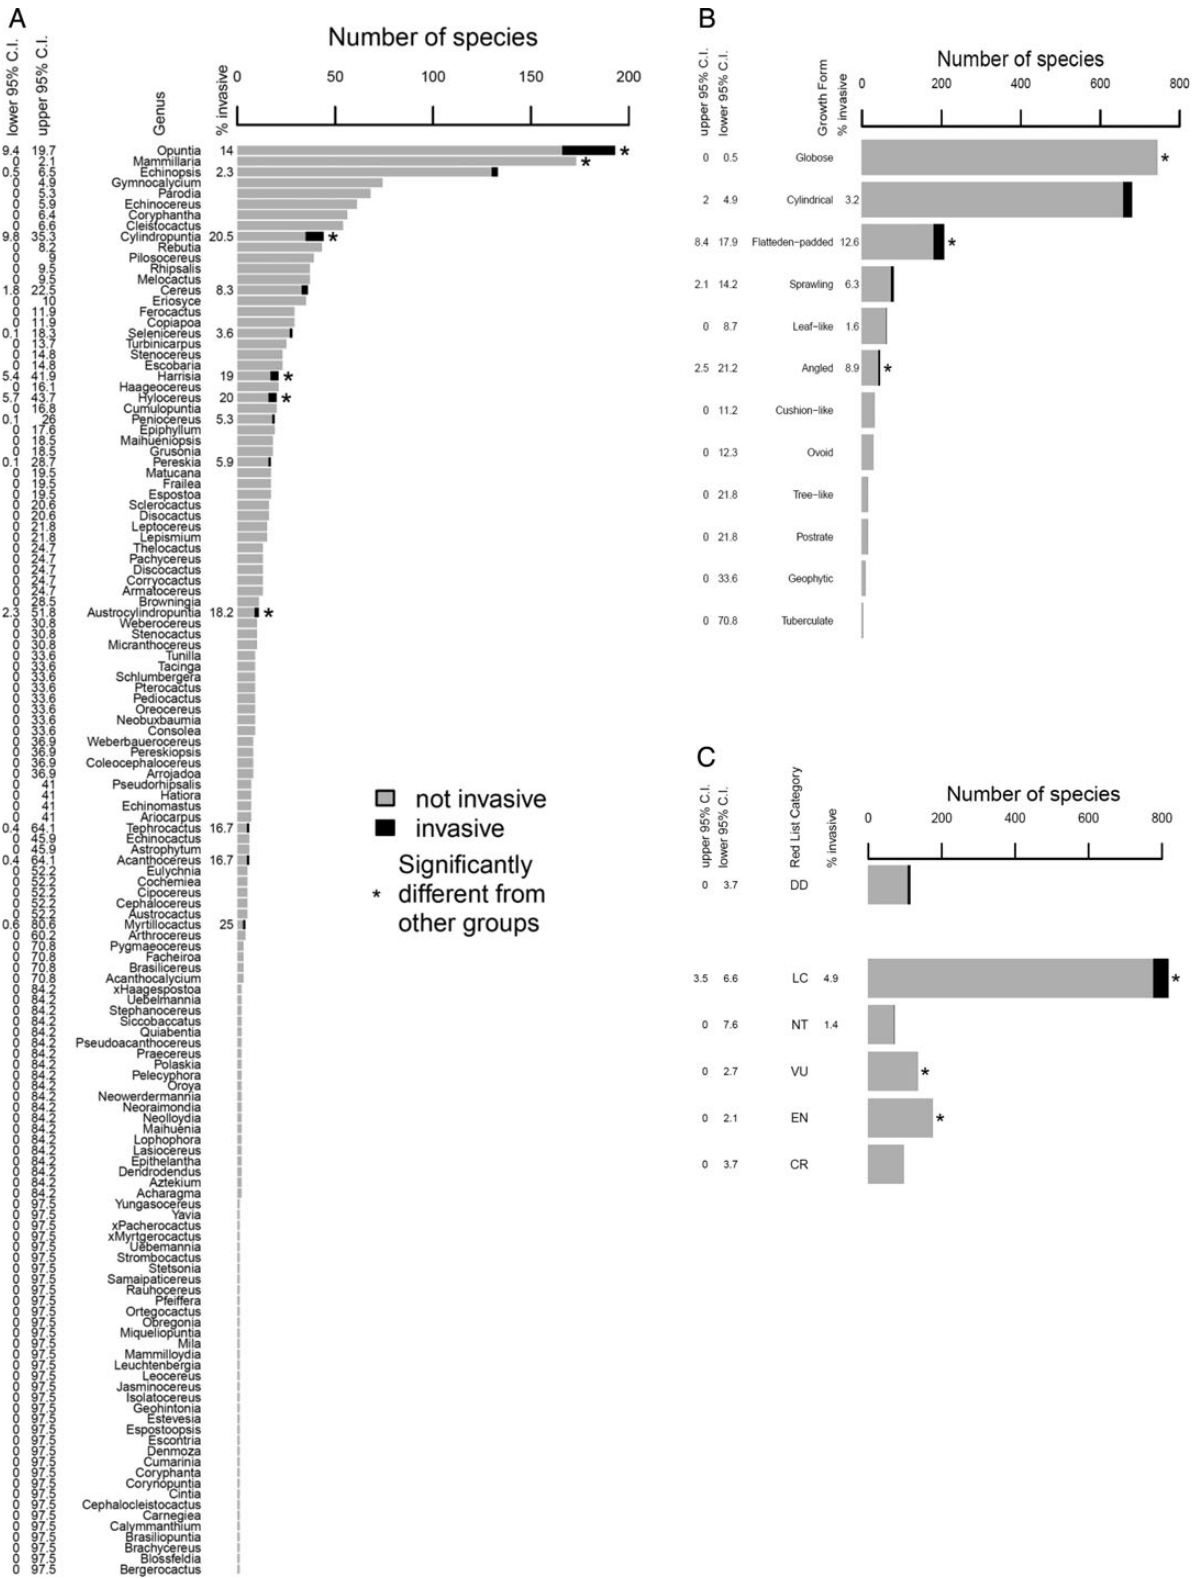 A
Number of species
lower 95% C.I.
upper 95% C.I.
Genus
% invasive
0 50 100 150 200
9.4 19.7 Opuntia 14 *
0 2.1 Mammillaria *
0.5 6.5 Echinopsis 2.3
0 4.9 Gymnocalycium
0 5.3 Parodia
0 5.9 Echinocereus
0 6.4 Coryphantha
0 6.6 Cleistocactus
9.8 35.3 Cylindropuntia 20.5 *
0 8.2 Rebutia
0 9 Pilosocereus
0 9.5 Rhipsalis
0 9.5 Melocactus
1.8 22.5 Cereus 8.3
0 10 Eriosyce
0 11.9 Ferocactus
0 11.9 Copiapoa
0.1 18.3 Selenicereus 3.6
0 13.7 Turbinicarpus
0 14.8 Stenocereus
0 14.8 Escobaria
5.4 41.9 Harrisia 19 *
0 16.1 Haageocereus
5.7 43.7 Hylocereus 20 *
0 16.8 Cumulopuntia
0.1 26 Peniocereus 5.3
0 17.6 Epiphyllum
0 18.5 Maihueniopsis
0 18.5 Grusonia
0.1 28.7 Pereskia 5.9
0 19.5 Matucana
0 19.5 Frailea
0 19.5 Espostoa
0 20.6 Sclerocactus
0 20.6 Disocactus
0 21.8 Leptocereus
0 21.8 Lepismium
0 24.7 Thelocactus
0 24.7 Pachycereus
0 24.7 Discocactus
0 24.7 Corryocactus
0 24.7 Armatocereus
0 28.5 Browningia
2.3 51.8 Austrocylindropuntia 18.2 *
0 30.8 Weberocereus
0 30.8 Stenocactus
0 30.8 Micranthocereus
0 33.6 Tunilla
0 33.6 Tacinga
0 33.6 Schlumbergera
0 33.6 Pterocactus
0 33.6 Pediocactus
0 33.6 Oreocereus
0 33.6 Neobuxbaumia
0 33.6 Consolea
0 36.9 Weberbauerocereus
0 36.9 Pereskiopsis
0 36.9 Coleocephalocereus
0 36.9 Arrojadoa
0 41 Pseudorhipsalis
0 41 Hatiora
0 41 Echinomastus
0 41 Ariocarpus
0.4 64.1 Tephrocactus 16.7
0 45.9 Echinocactus
0 45.9 Astrophytum
0.4 64.1 Acanthocereus 16.7
0 52.2 Eulychnia
0 52.2 Cochemiea
0 52.2 Cipocereus
0 52.2 Cephalocereus
0 52.2 Austrocactus
0.6 80.6 Myrtillocactus 25
0 60.2 Arthrocereus
0 70.8 Pygmaeocereus
0 70.8 Facheiroa
0 70.8 Brasilicereus
0 70.8 Acanthocalycium
0 84.2 xHaagespostoa
0 84.2 Uebelmannia
0 84.2 Stephanocereus
0 84.2 Siccobaccatus
0 84.2 Quiabentia
0 84.2 Pseudoacanthocereus
0 84.2 Praecereus
0 84.2 Polaskia
0 84.2 Pelecyphora
0 84.2 Oroya
0 84.2 Neowerdermannia
0 84.2 Neoraimondia
0 84.2 Neolloydia
0 84.2 Maihuenia
0 84.2 Lophophora
0 84.2 Lasiocereus
0 84.2 Epithelantha
0 84.2 Dendrodendus
0 84.2 Aztekium
0 84.2 Acharagma
0 97.5 Yungasocereus
0 97.5 Yavia
0 97.5 xPacherocactus
0 97.5 xMyrtgerocactus
0 97.5 Uebemannia
0 97.5 Strombocactus
0 97.5 Stetsonia
0 97.5 Samaipaticereus
0 97.5 Rauhocereus
0 97.5 Pfeiffera
0 97.5 Ortegocactus
0 97.5 Obregonia
0 97.5 Miqueliopuntia
0 97.5 Mila
0 97.5 Mammilloydia
0 97.5 Leuchtenbergia
0 97.5 Leocereus
0 97.5 Jasminocereus
0 97.5 Isolatocereus
0 97.5 Geohintonia
0 97.5 Estevesia
0 97.5 Espostoopsis
0 97.5 Escontria
0 97.5 Denmoza
0 97.5 Cumarinia
0 97.5 Coryphanta
0 97.5 Corynopuntia
0 97.5 Cintia
0 97.5 Cephalocleistocactus
0 97.5 Carnegiea
0 97.5 Calymmanthium
0 97.5 Brasiliopuntia
0 97.5 Brachycereus
0 97.5 Blossfeldia
0 97.5 Bergerocactus
not invasive
invasive
Significantly
* different from
other groups
B
Number of species
upper 95% C.I.
lower 95% C.I.
Growth Form
% invasive
0 200 400 600 800
0 0.5 Globose *
2 4.9 Cylindrical 3.2
8.4 17.9 Flatteden-padded 12.6 *
2.1 14.2 Sprawling 6.3
0 8.7 Leaf-like 1.6
2.5 21.2 Angled 8.9 *
0 11.2 Cushion-like
0 12.3 Ovoid
0 21.8 Tree-like
0 21.8 Postrate
0 33.6 Geophytic
0 70.8 Tuberculate
C
Number of species
upper 95% C.I.
lower 95% C.I.
Red List Category
% invasive
0 200 400 600 800
0 3.7 DD
3.5 6.6 LC 4.9 *
0 7.6 NT 1.4
0 2.7 VU *
0 2.1 EN *
0 3.7 CR